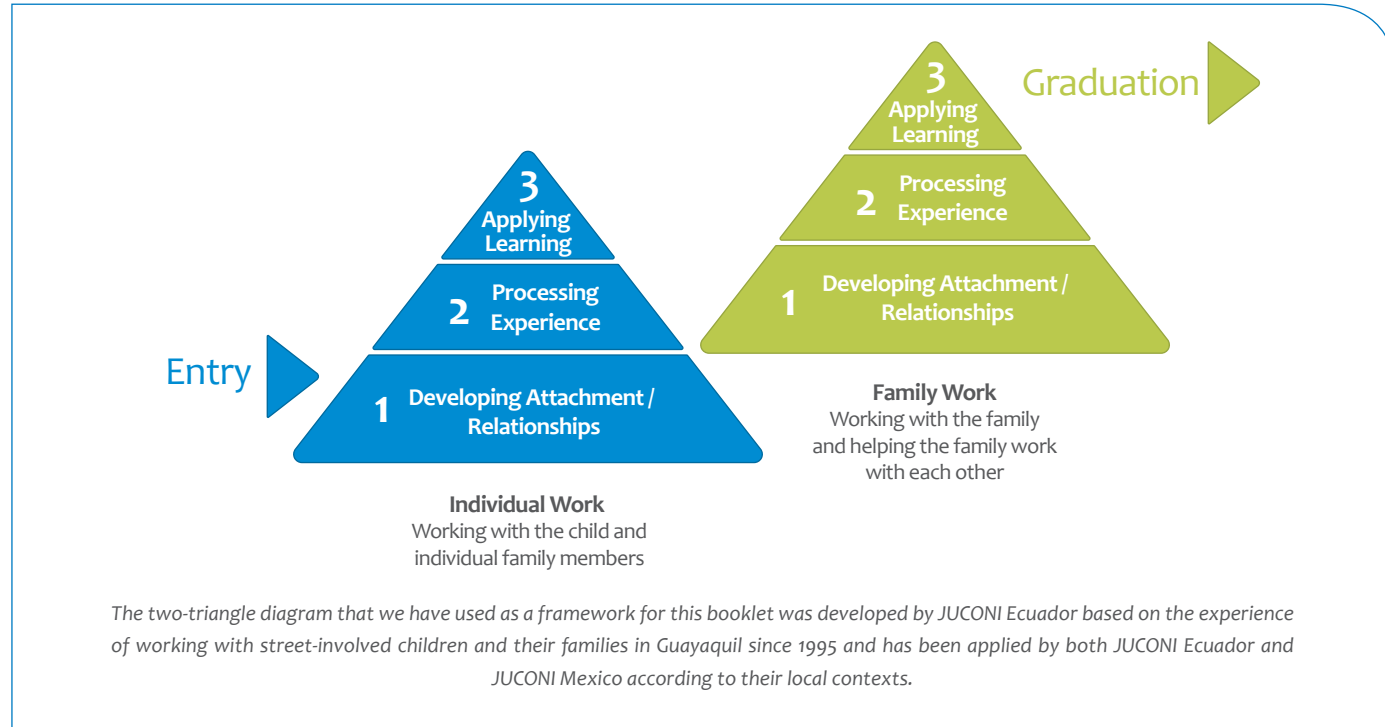 Entry
3
Applying
Learning
2
Processing
Experience
1
Developing Attachment /
Relationships
Individual Work
Working with the child and
individual family members
3
Applying
Learning
2
Processing
Experience
1
Developing Attachment /
Relationships
Family Work
Working with the family
and helping the family work
with each other
Graduation
The two-triangle diagram that we have used as a framework for this booklet was developed by JUCONI Ecuador based on the experience
of working with street-involved children and their families in Guayaquil since 1995 and has been applied by both JUCONI Ecuador and
JUCONI Mexico according to their local contexts.